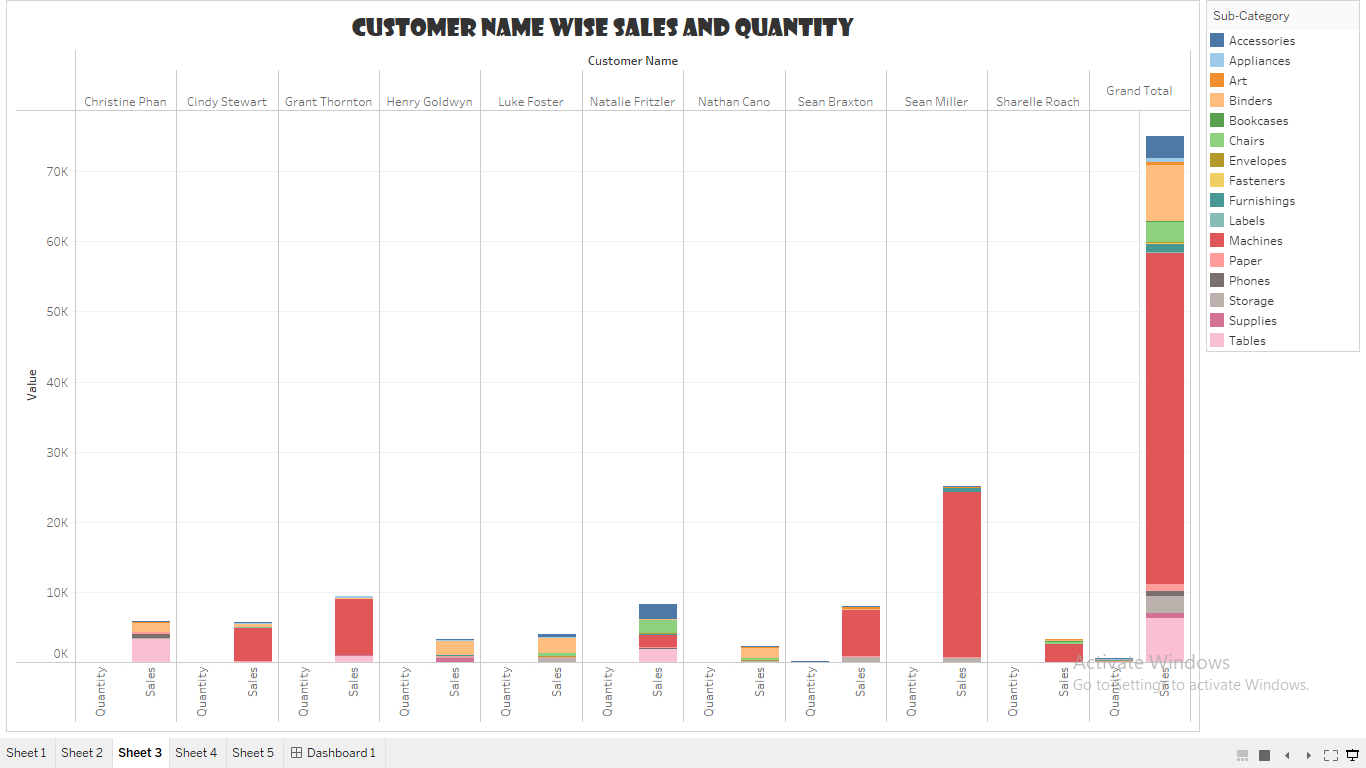 CUSTOMER NAME WISE SALES AND QUANTITY
Customer Name
Christine Phan Cindy Stewart Grant Thornton Henry Goldwyn Luke Foster Natalie Fritzler Nathan Cano Sean Braxton Sean Miller Sharelle Roach Grand Total
70K
60K
50K
40K
30K
20K
10K
0K
Value
Quantity Sales Quantity Sales Quantity Sales Quantity Sales Quantity Sales Quantity Sales Quantity Sales Quantity Sales Quantity Sales Quantity Sales Quantity Sales
Sub-Category
Accessories
Appliances
Art
Binders
Bookcases
Chairs
Envelopes
Fasteners
Furnishings
Labels
Machines
Paper
Phones
Storage
Supplies
Tables
Activate Windows
Go to Settings to activate Windows.
Sheet 1 Sheet 2 Sheet 3 Sheet 4 Sheet 5 Dashboard 1